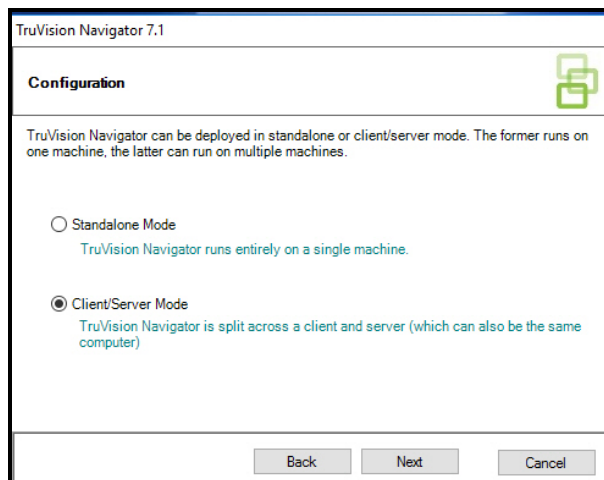 TruVision Navigator 7.1
Configuration
TruVision Navigator can be deployed in standalone or client/server mode. The former runs on
one machine, the latter can run on multiple machines.
Standalone Mode
TruVision Navigator runs entirely on a single machine.
Client/Server Mode
TruVision Navigator is split across a client and server (which can also be the same
computer)
Back Next Cancel